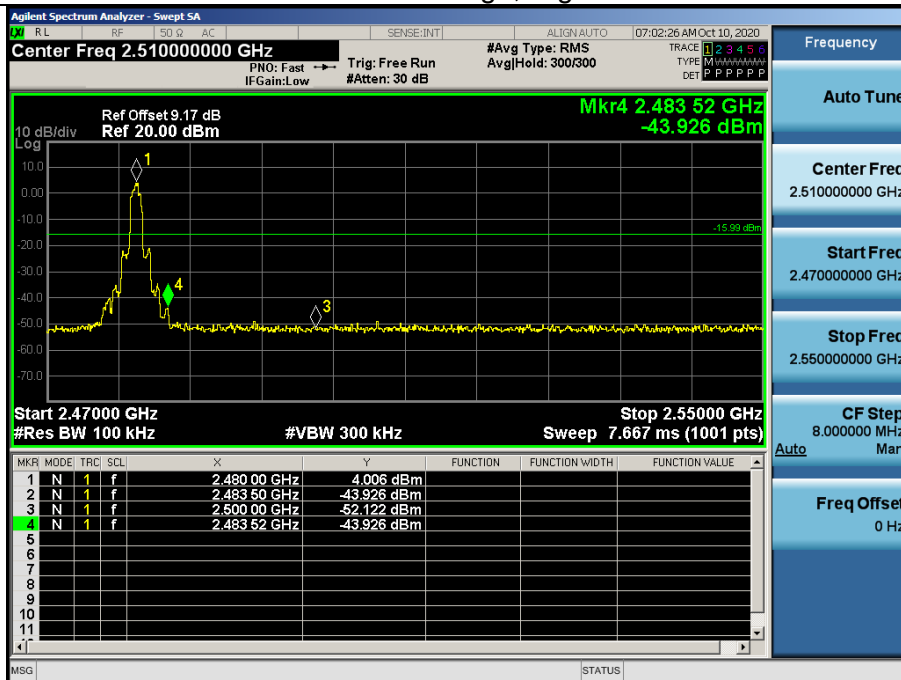 Agilent Spectrum Analyzer - Swept SA
LXI RL RF 50 Ω AC SENSE:INT ALIGN AUTO 07:02:26 AM Oct 10, 2020
Center Freq 2.510000000 GHz #Avg Type: RMS TRACE 1 2 3 4 5 6
PNO: Fast Trig: Free Run Avg|Hold: 300/300 TYPE M
IFGain:Low #Atten: 30 dB DET P P P P P P
Mkr4 2.483 52 GHz
-43.926 dBm
Ref Offset 9.17 dB
10 dB/div Ref 20.00 dBm
Log
10.0
0.00
-10.0
-20.0
-30.0
-40.0
-50.0
-60.0
-70.0
1
4
3
-15.99 dBm
Start 2.47000 GHz Stop 2.55000 GHz
#Res BW 100 kHz #VBW 300 kHz Sweep 7.667 ms (1001 pts)
MKR MODE TRC SCL X Y FUNCTION FUNCTION WIDTH FUNCTION VALUE
1 N 1 f 2.480 00 GHz 4.006 dBm
2 N 1 f 2.483 50 GHz -43.926 dBm
3 N 1 f 2.500 00 GHz -52.122 dBm
4 N 1 f 2.483 52 GHz -43.926 dBm
5
6
7
8
9
10
11
MSG STATUS
Frequency
Auto Tune
Center Freq
2.510000000 GHz
Start Freq
2.470000000 GHz
Stop Freq
2.550000000 GHz
CF Step
8.000000 MHz
Auto Man
Freq Offset
0 Hz